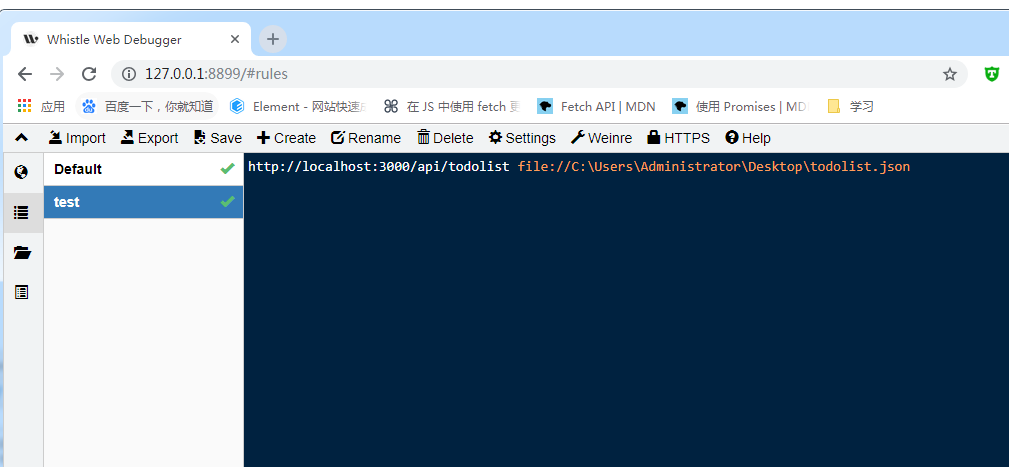 Whistle Web Debugger
127.0.0.1:8899/#rules
应用 百度一下，你就知道 Element - 网站快速 在 JS 中使用 fetch 更 Fetch API | MDN 使用 Promises | MD 学习
Import Export Save Create Rename Delete Settings Weinre HTTPS Help
Default http://localhost:3000/api/todolist file://C:\Users\Administrator\Desktop\todolist.json
test